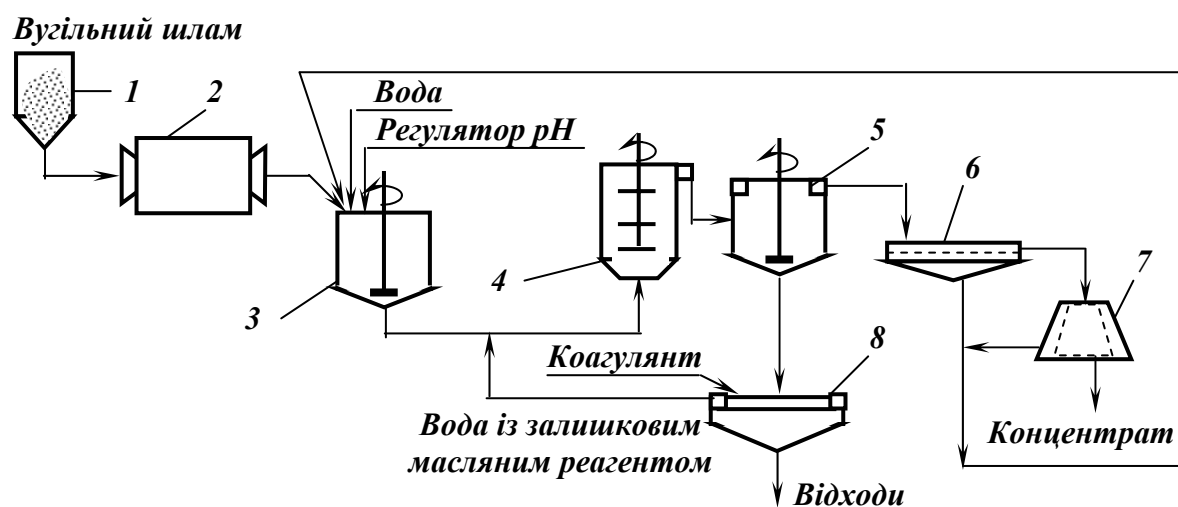 Вугільний шлам
1
2
Вода
Регулятор рН
5
6
4
3
7
8
Коагулянт
Вода із залишковим
масляним реагентом
Концентрат
Відходи